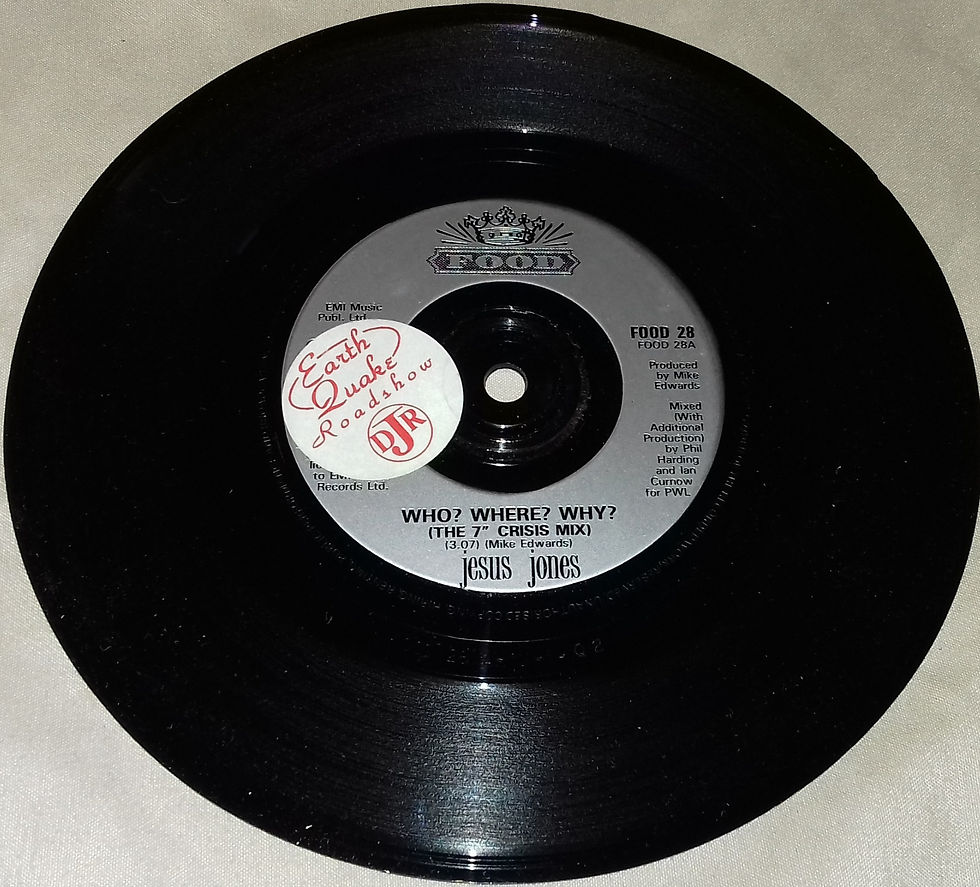 FOOD
EMI Music
Publ. Ltd.
Earth
Quake
Roadshow
DJR
to
Records Ltd.
FOOD 28
FOOD 28A
Produced
by Mike
Edwards
Mixed
(With
Additional
Production)
by Phil
Harding
and Ian
Curnow
for PWL
WHO? WHERE? WHY?
(THE 7" CRISIS MIX)
(3.07) (Mike Edwards)
jesus jones